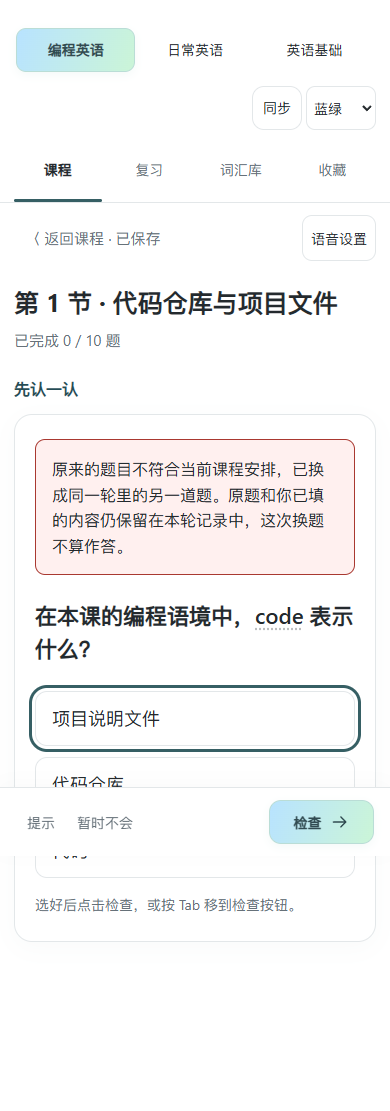 编程英语 日常英语 英语基础
同步 蓝绿
课程 复习 词汇库 收藏
〈 返回课程 · 已保存 语音设置
第 1 节 · 代码仓库与项目文件
已完成 0 / 10 题
先认一认
原来的题目不符合当前课程安排，已换
成同一轮里的另一道题。原题和你已填
的内容仍保留在本轮记录中，这次换题
不算作答。
在本课的编程语境中，code 表示
什么？
项目说明文件
代码仓库
提示 暂时不会 检查 →
选好后点击检查，或按 Tab 移到检查按钮。